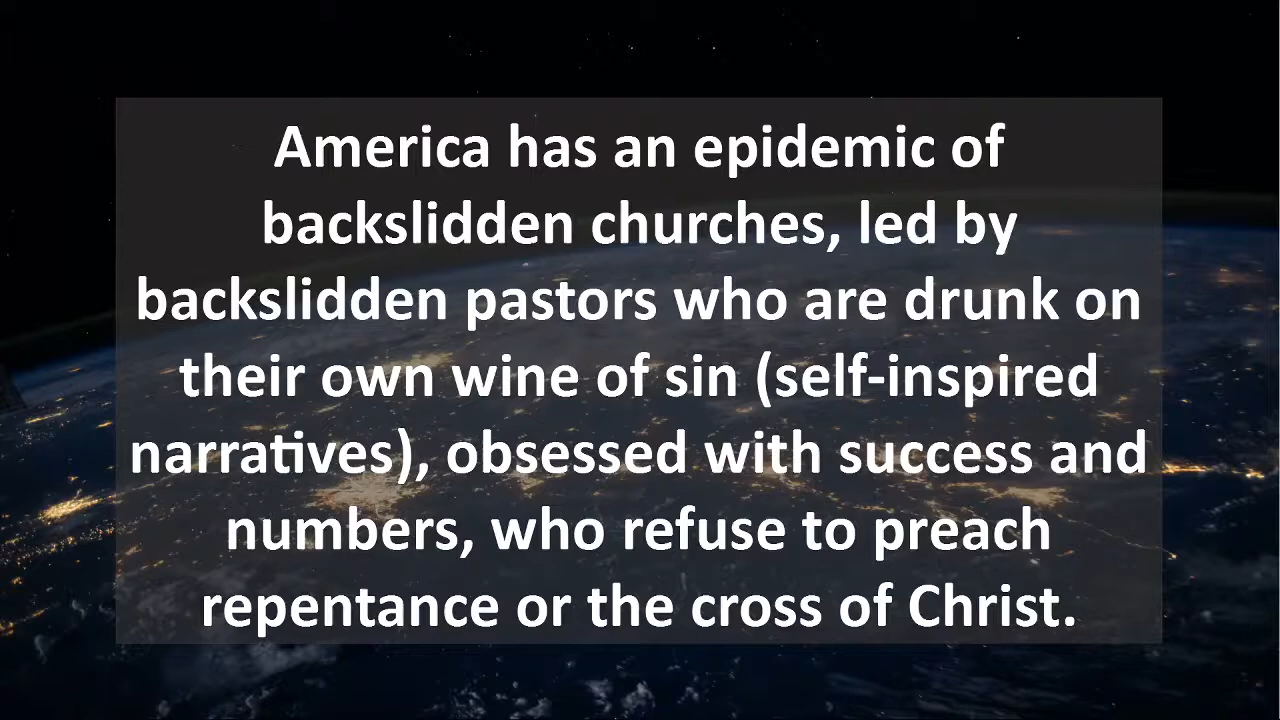 America has an epidemic of
backslidden churches, led by
backslidden pastors who are drunk on
their own wine of sin (self-inspired
narratives), obsessed with success and
numbers, who refuse to preach
repentance or the cross of Christ.